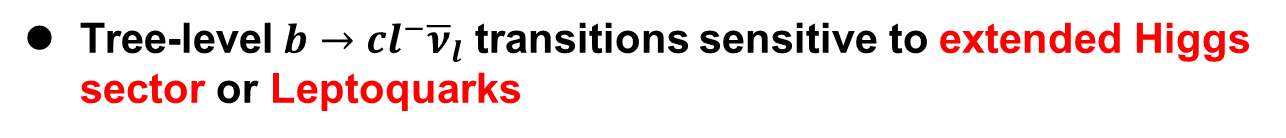 ● Tree-level b → cl⁻ν̅ₗ transitions sensitive to extended Higgs
sector or Leptoquarks